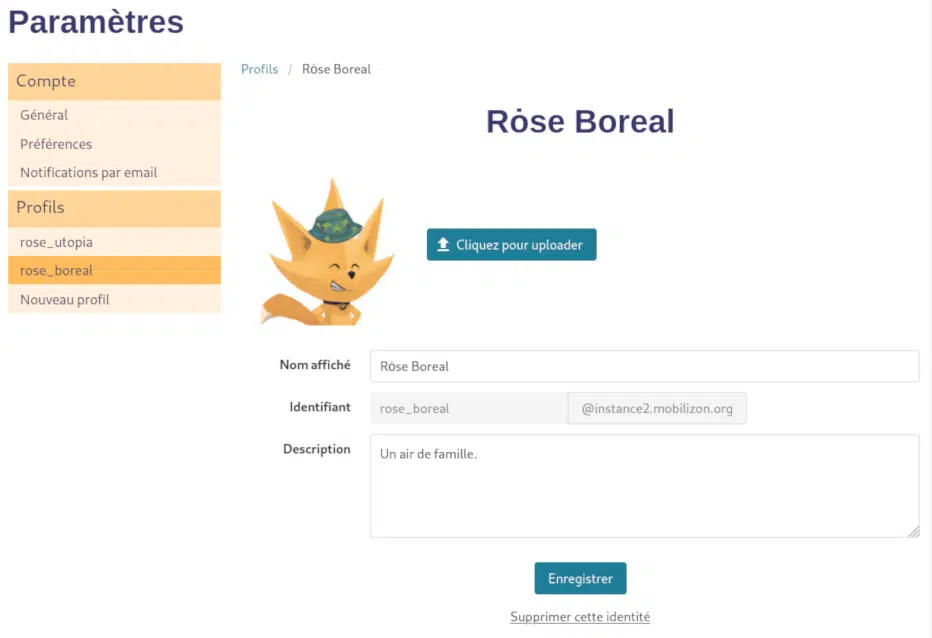 Paramètres
Compte
Général
Préférences
Notifications par email
Profils
rose_utopia
rose_boreal
Nouveau profil
Profils / Rȯse Boreal
Rȯse Boreal
Cliquez pour uploader
Nom affiché
Rȯse Boreal
Identifiant
rose_boreal @instance2.mobilizon.org
Description
Un air de famille.
Enregistrer
Supprimer cette identité